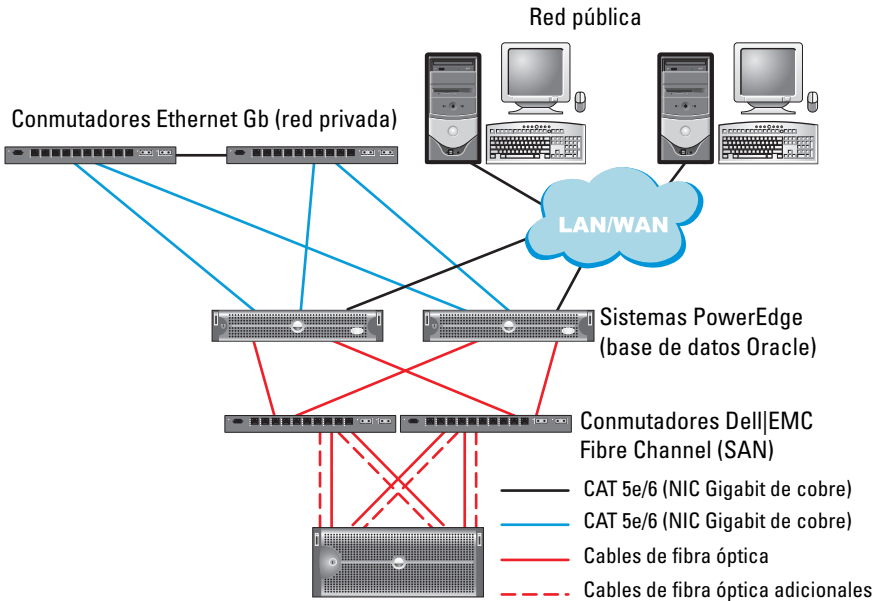 Red pública
Conmutadores Ethernet Gb (red privada)
LAN/WAN
Sistemas PowerEdge
(base de datos Oracle)
Conmutadores Dell|EMC
Fibre Channel (SAN)
CAT 5e/6 (NIC Gigabit de cobre)
CAT 5e/6 (NIC Gigabit de cobre)
Cables de fibra óptica
Cables de fibra óptica adicionales